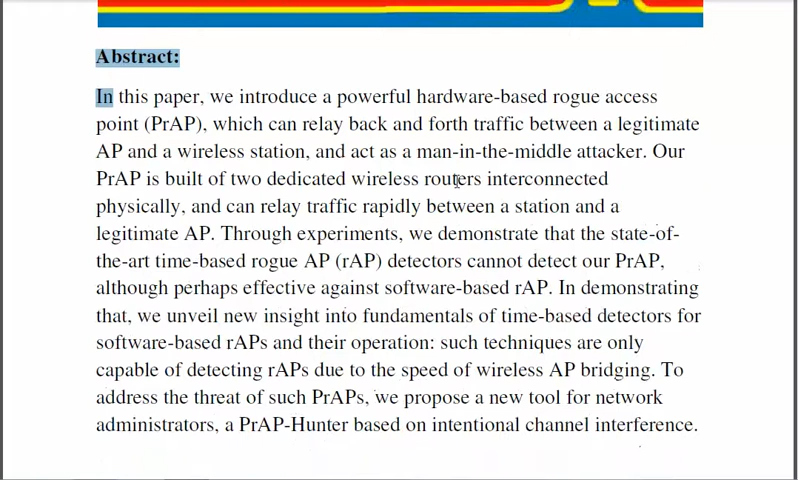 Abstract:
In this paper, we introduce a powerful hardware-based rogue access
point (PrAP), which can relay back and forth traffic between a legitimate
AP and a wireless station, and act as a man-in-the-middle attacker. Our
PrAP is built of two dedicated wireless routers interconnected
physically, and can relay traffic rapidly between a station and a
legitimate AP. Through experiments, we demonstrate that the state-of-
the-art time-based rogue AP (rAP) detectors cannot detect our PrAP,
although perhaps effective against software-based rAP. In demonstrating
that, we unveil new insight into fundamentals of time-based detectors for
software-based rAPs and their operation: such techniques are only
capable of detecting rAPs due to the speed of wireless AP bridging. To
address the threat of such PrAPs, we propose a new tool for network
administrators, a PrAP-Hunter based on intentional channel interference.